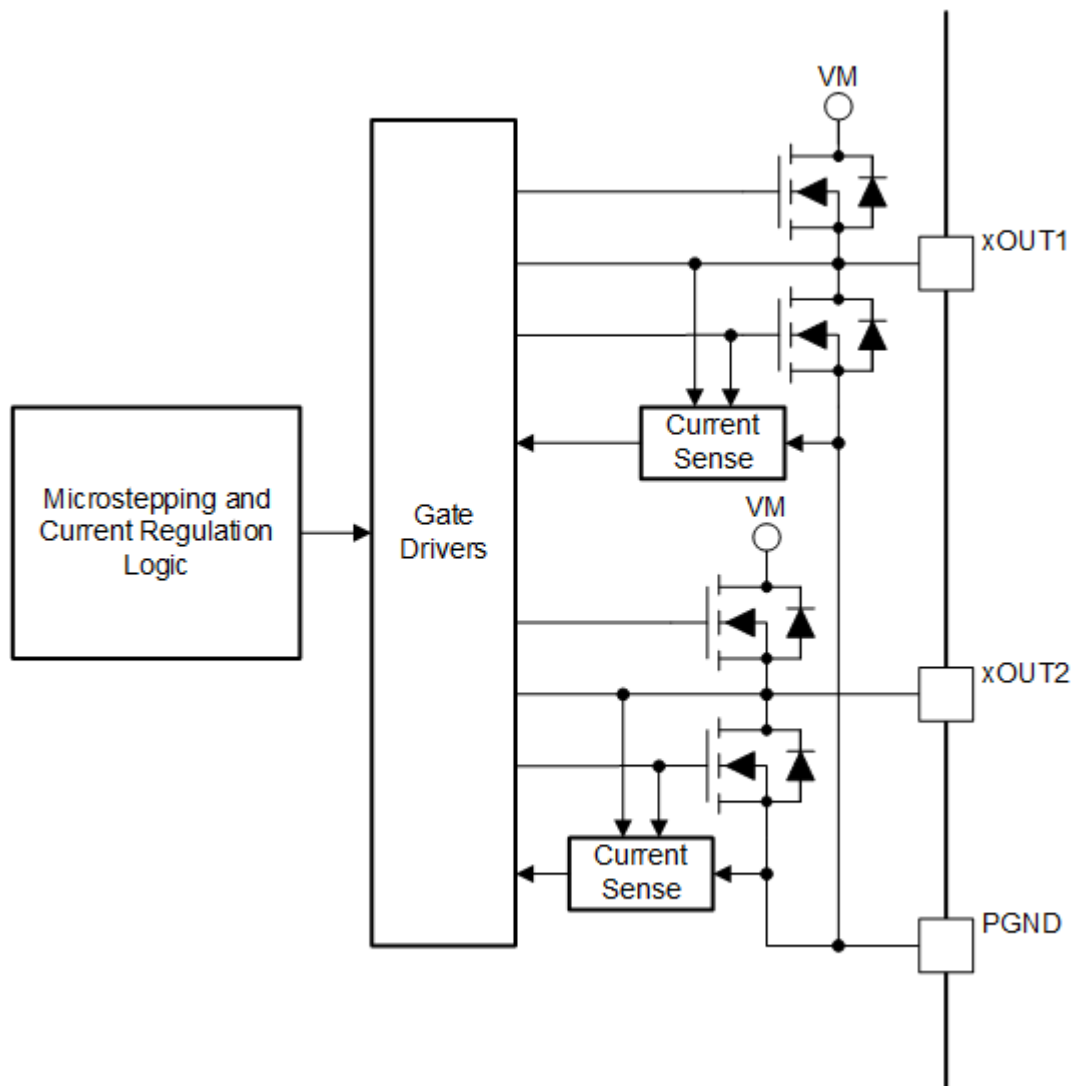 VM
xOUT1
Current
Sense
Microstepping and
Current Regulation
Logic
Gate
Drivers
VM
xOUT2
Current
Sense
PGND